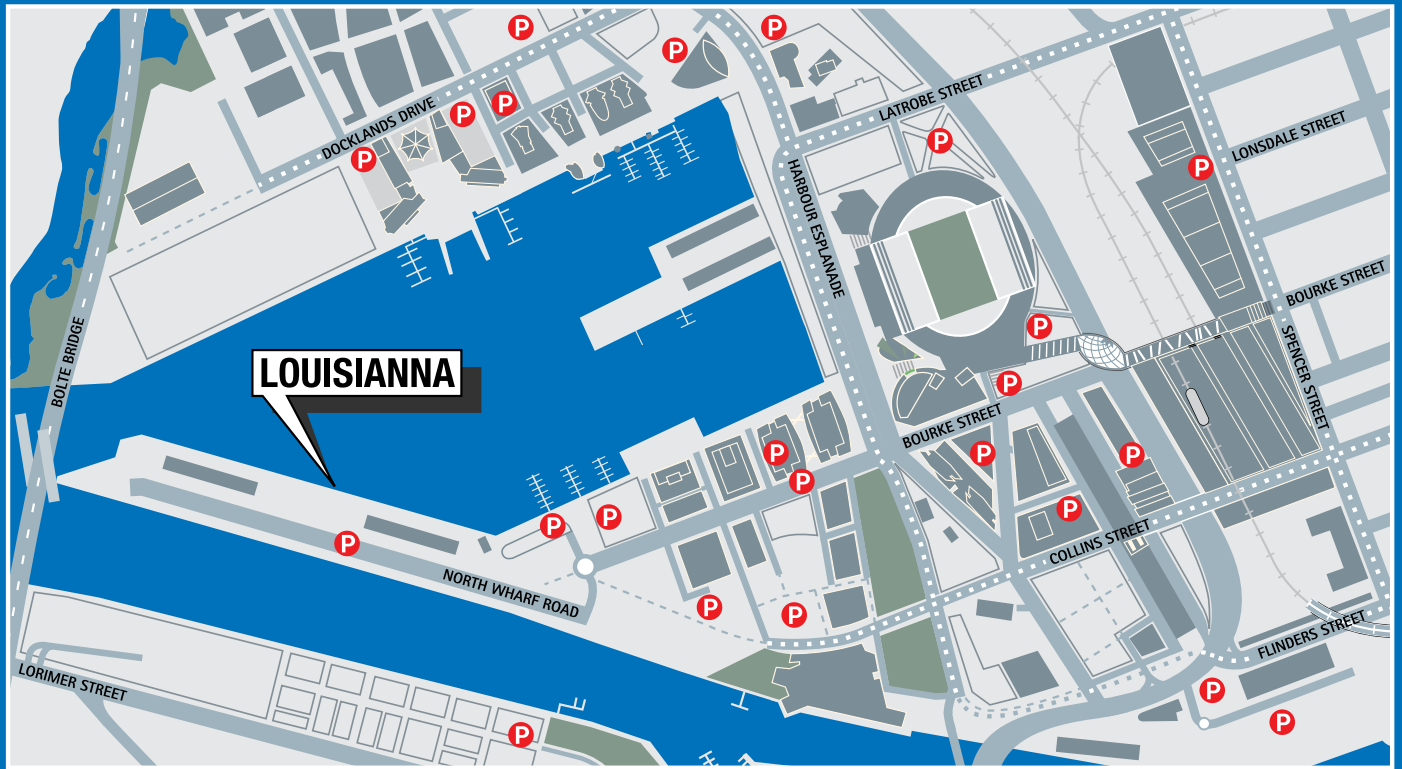 P
P
P
DOCKLANDS DRIVE
P
P
P
LATROBE STREET
P
LONSDALE STREET
P
HARBOUR ESPLANADE
BOURKE STREET
BOLTE BRIDGE
LOUISIANNA
P
P
SPENCER STREET
BOURKE STREET
P
P
P
P
P
P
P
P
COLLINS STREET
P
NORTH WHARF ROAD
P
P
FLINDERS STREET
LORIMER STREET
P
P
P